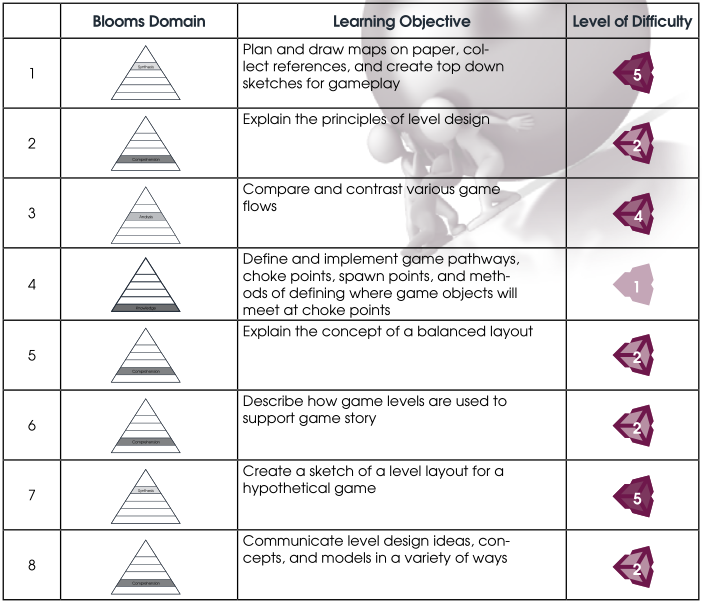 Blooms Domain Learning Objective Level of Difficulty
1
Synthesis
Plan and draw maps on paper, col-
lect references, and create top down
sketches for gameplay
5
2
Comprehension
Explain the principles of level design
2
3
Analysis
Compare and contrast various game
flows
4
4
Knowledge
Define and implement game pathways,
choke points, spawn points, and meth-
ods of defining where game objects will
meet at choke points
1
5
Comprehension
Explain the concept of a balanced layout
2
6
Comprehension
Describe how game levels are used to
support game story
2
7
Synthesis
Create a sketch of a level layout for a
hypothetical game
5
8
Comprehension
Communicate level design ideas, con-
cepts, and models in a variety of ways
2